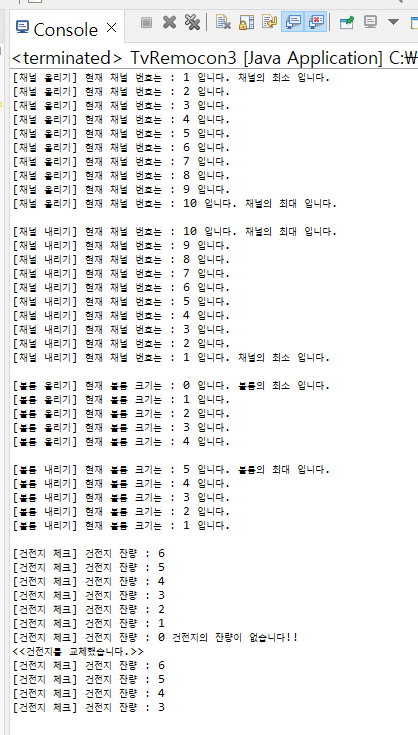 Console
<terminated> TvRemocon3 [Java Application] C:₩
[채널 올리기] 현재 채널 번호는 : 1 입니다. 채널의 최소 입니다.
[채널 올리기] 현재 채널 번호는 : 2 입니다.
[채널 올리기] 현재 채널 번호는 : 3 입니다.
[채널 올리기] 현재 채널 번호는 : 4 입니다.
[채널 올리기] 현재 채널 번호는 : 5 입니다.
[채널 올리기] 현재 채널 번호는 : 6 입니다.
[채널 올리기] 현재 채널 번호는 : 7 입니다.
[채널 올리기] 현재 채널 번호는 : 8 입니다.
[채널 올리기] 현재 채널 번호는 : 9 입니다.
[채널 올리기] 현재 채널 번호는 : 10 입니다. 채널의 최대 입니다.
[채널 내리기] 현재 채널 번호는 : 10 입니다. 채널의 최대 입니다.
[채널 내리기] 현재 채널 번호는 : 9 입니다.
[채널 내리기] 현재 채널 번호는 : 8 입니다.
[채널 내리기] 현재 채널 번호는 : 7 입니다.
[채널 내리기] 현재 채널 번호는 : 6 입니다.
[채널 내리기] 현재 채널 번호는 : 5 입니다.
[채널 내리기] 현재 채널 번호는 : 4 입니다.
[채널 내리기] 현재 채널 번호는 : 3 입니다.
[채널 내리기] 현재 채널 번호는 : 2 입니다.
[채널 내리기] 현재 채널 번호는 : 1 입니다. 채널의 최소 입니다.
[볼륨 올리기] 현재 볼륨 크기는 : 0 입니다. 볼륨의 최소 입니다.
[볼륨 올리기] 현재 볼륨 크기는 : 1 입니다.
[볼륨 올리기] 현재 볼륨 크기는 : 2 입니다.
[볼륨 올리기] 현재 볼륨 크기는 : 3 입니다.
[볼륨 올리기] 현재 볼륨 크기는 : 4 입니다.
[볼륨 내리기] 현재 볼륨 크기는 : 5 입니다. 볼륨의 최대 입니다.
[볼륨 내리기] 현재 볼륨 크기는 : 4 입니다.
[볼륨 내리기] 현재 볼륨 크기는 : 3 입니다.
[볼륨 내리기] 현재 볼륨 크기는 : 2 입니다.
[볼륨 내리기] 현재 볼륨 크기는 : 1 입니다.
[건전지 체크] 건전지 잔량 : 6
[건전지 체크] 건전지 잔량 : 5
[건전지 체크] 건전지 잔량 : 4
[건전지 체크] 건전지 잔량 : 3
[건전지 체크] 건전지 잔량 : 2
[건전지 체크] 건전지 잔량 : 1
[건전지 체크] 건전지 잔량 : 0 건전지의 잔량이 없습니다!!
<<건전지를 교체했습니다.>>
[건전지 체크] 건전지 잔량 : 6
[건전지 체크] 건전지 잔량 : 5
[건전지 체크] 건전지 잔량 : 4
[건전지 체크] 건전지 잔량 : 3